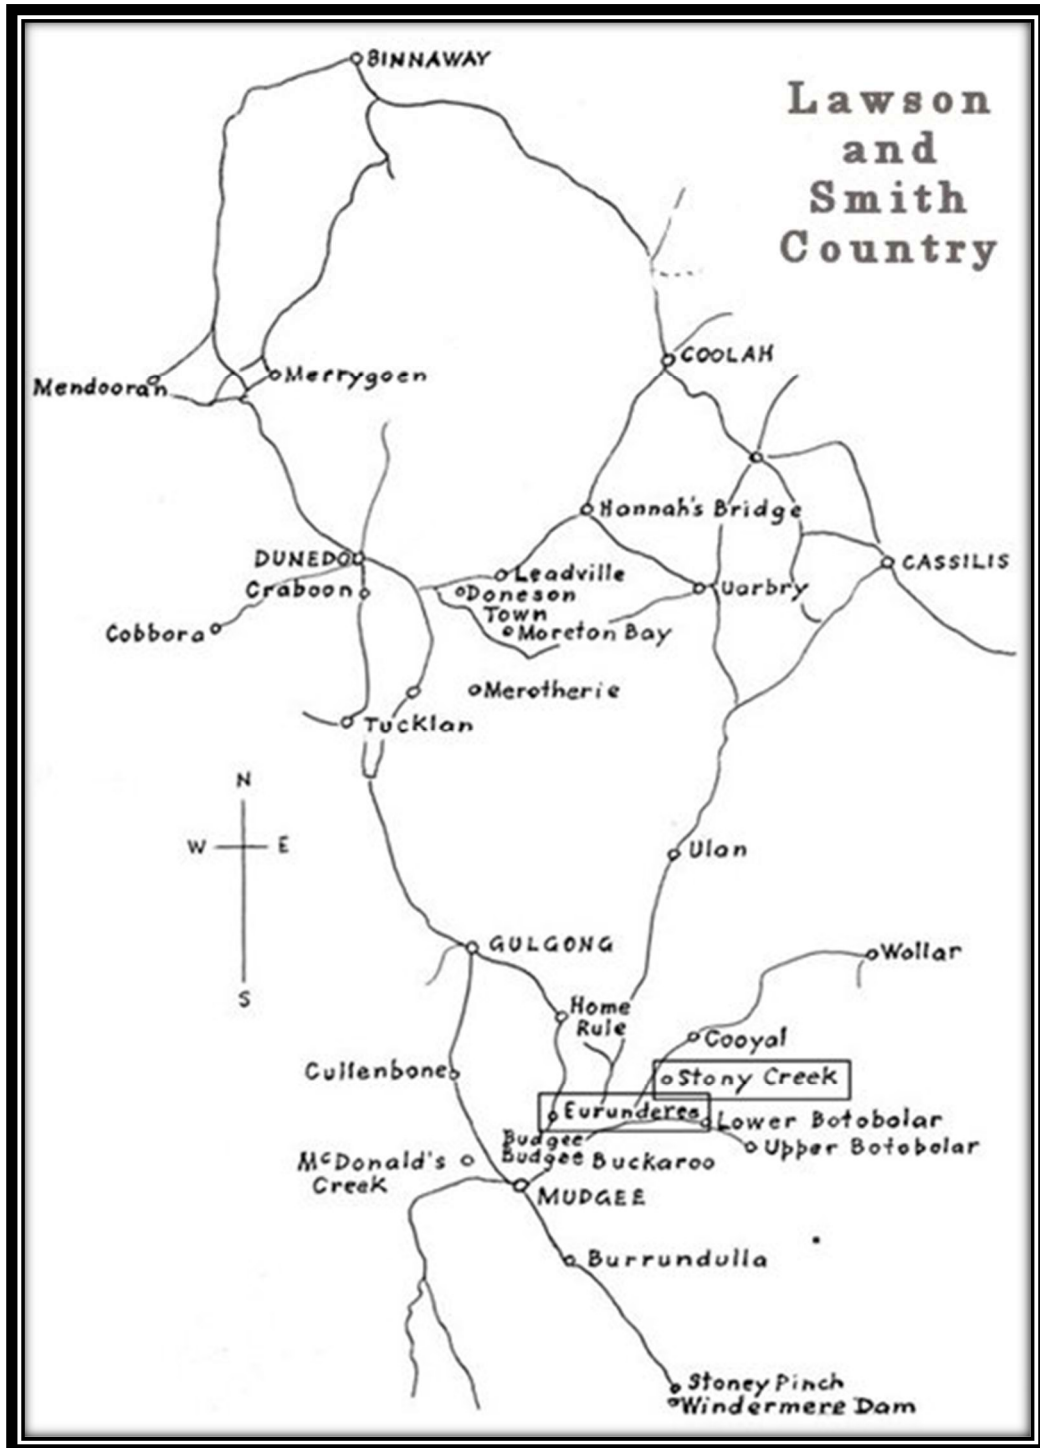 BINNAWAY
Lawson
and
Smith
Country
COOLAH
Mendooran
Merrygoen
Hannah's Bridge
DUNEDOO
CASSILIS
Leadville
Craboon
Doneson
Town
Uarbry
Cobbora
Moreton Bay
Merotherie
Tucklan
N
W
E
S
Ulan
GULGONG
Wollar
Home
Rule
Cooyal
Cullenbone
Stony Creek
Eurunderee
Lower Botobolar
Budgee
Budgee
Upper Botobolar
Buckaroo
McDonald's
Creek
MUDGEE
Burrundulla
Stoney Pinch
Windermere Dam